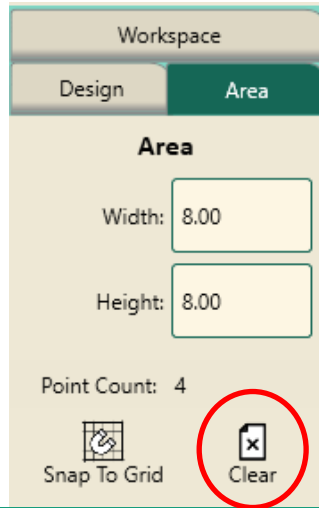 Workspace
Design Area
Area
Width: 8.00
Height: 8.00
Point Count: 4
Snap To Grid Clear